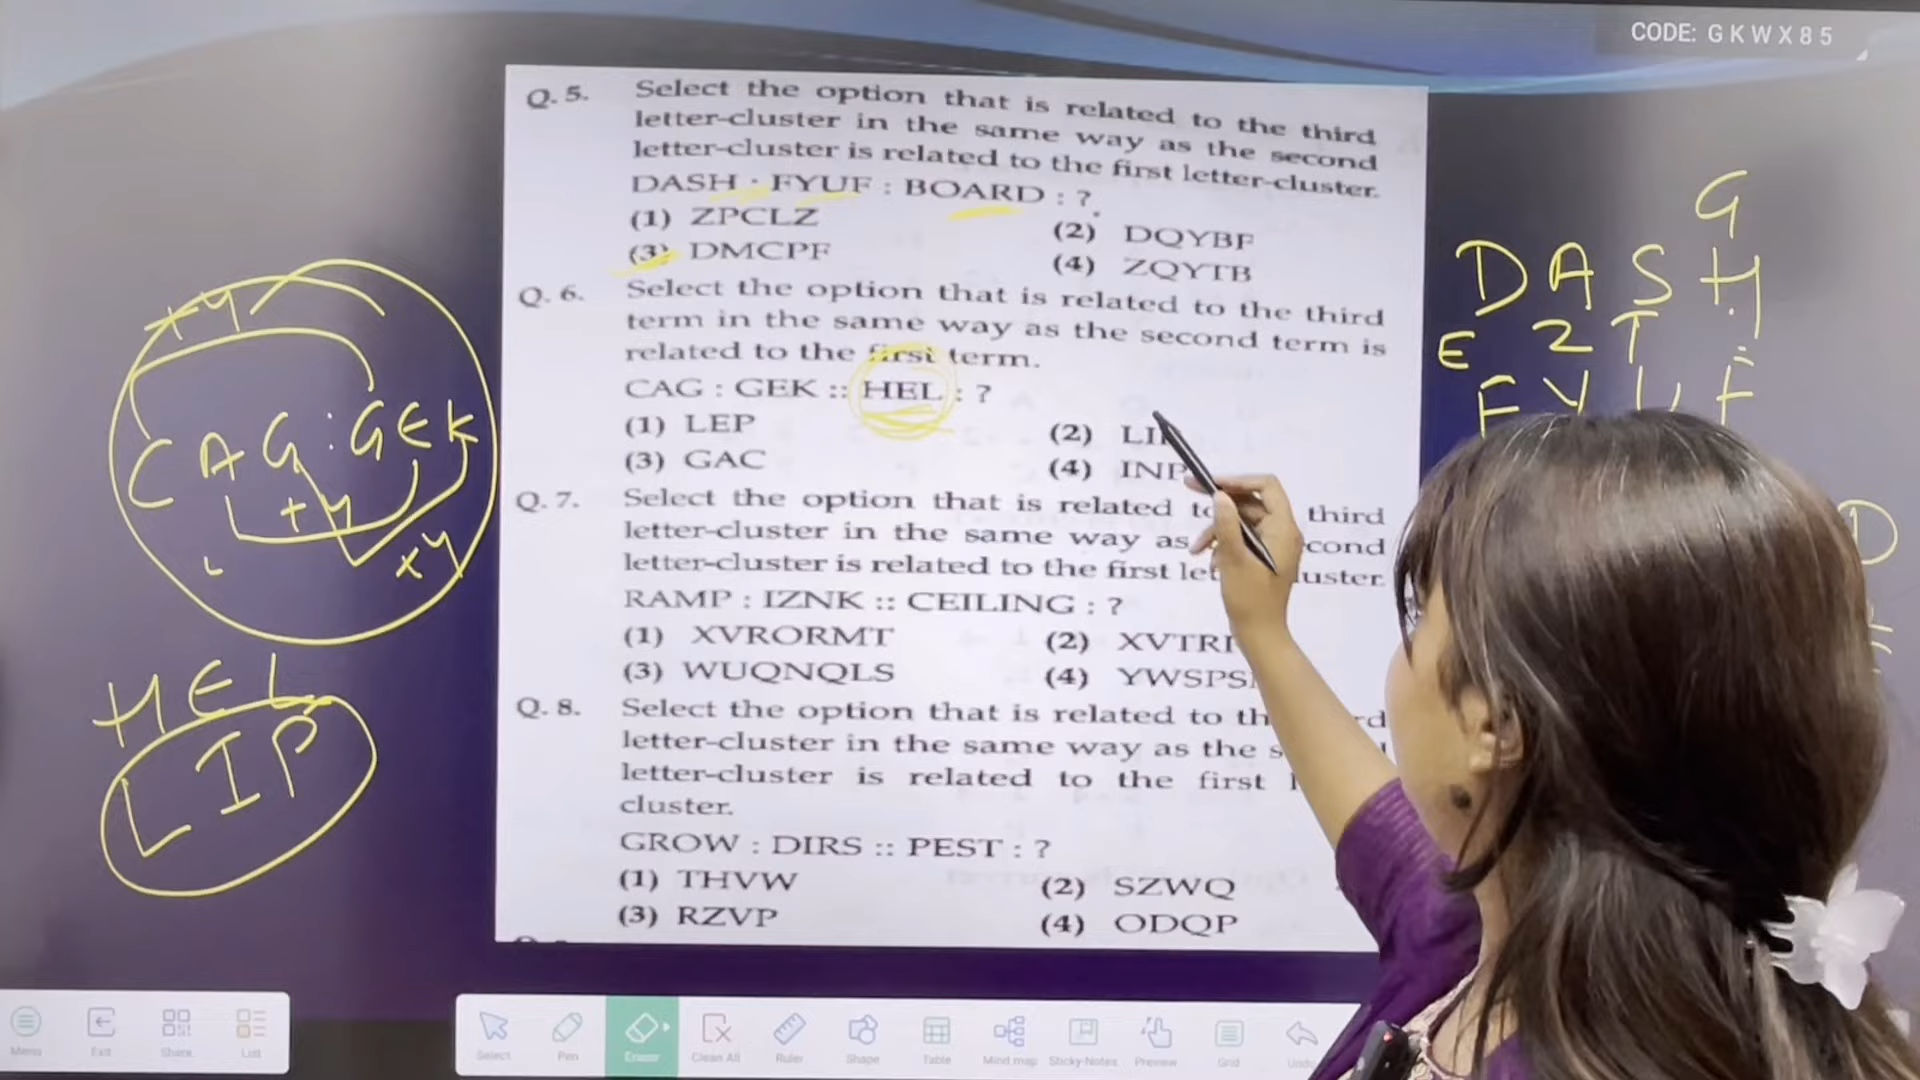 CODE: GKWX85
Q. 5. Select the option that is related to the third
letter-cluster in the same way as the second
letter-cluster is related to the first letter-cluster.
DASH : FYUF : BOARD : ?
(1) ZPCLZ (2) DQYBF
(3) DMCPF (4) ZQYTB
Q. 6. Select the option that is related to the third
term in the same way as the second term is
related to the first term.
CAG : GEK :: HEL : ?
(1) LEP (2) LI
(3) GAC (4) INP
Q. 7. Select the option that is related third
letter-cluster in the same way as
letter-cluster is related to the first
RAMP : IZNK :: CEILING : ?
(1) XVRORMT (2) XVTRI
(3) WUQNQLS (4) YWSPS
Q. 8. Select the option that is related to
letter-cluster in the same way as the
letter-cluster is related to the first
cluster.
GROW : DIRS :: PEST : ?
(1) THVW (2) SZWQ
(3) RZVP (4) ODQP
+4
CAG : GEK
+4
+4
HEL
LIP
G
DASH
E Z T
F Y U F
D
Menu Exit Share List
Select Pen Eraser Clean All Ruler Shape Table Mind map Sticky-Notes Preview Grid Undo